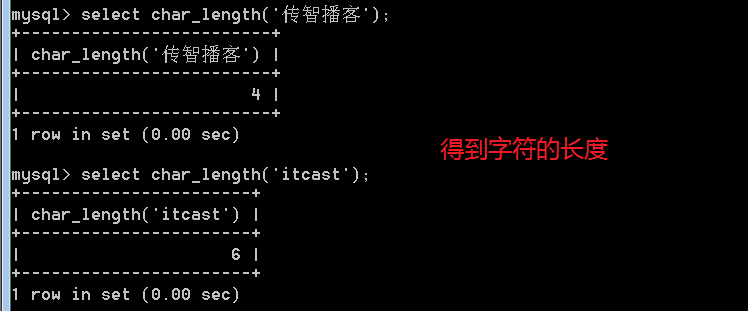 mysql> select char_length('传智播客');
+--------------------------+
| char_length('传智播客') |
+--------------------------+
|                        4 |
+--------------------------+
1 row in set (0.00 sec)
得到字符的长度
mysql> select char_length('itcast');
+-----------------------+
| char_length('itcast') |
+-----------------------+
|                     6 |
+-----------------------+
1 row in set (0.00 sec)